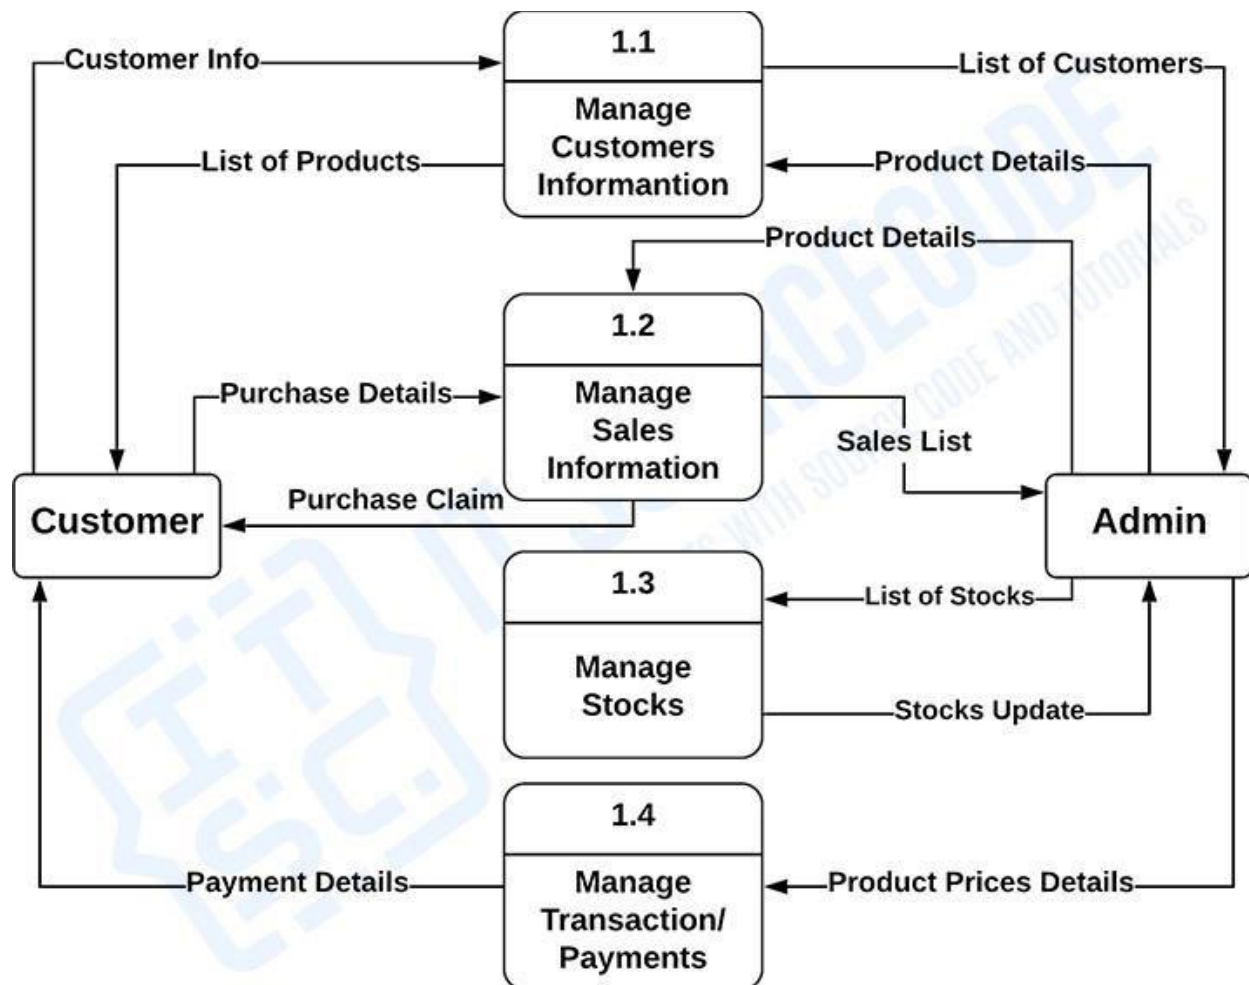 1.1
Customer Info
List of Customers
Manage
Customers
Informantion
List of Products
Product Details
Product Details
1.2
Purchase Details
Manage
Sales
Information
Sales List
Purchase Claim
Customer
Admin
1.3
List of Stocks
Manage
Stocks
Stocks Update
1.4
Payment Details
Manage
Transaction/
Payments
Product Prices Details